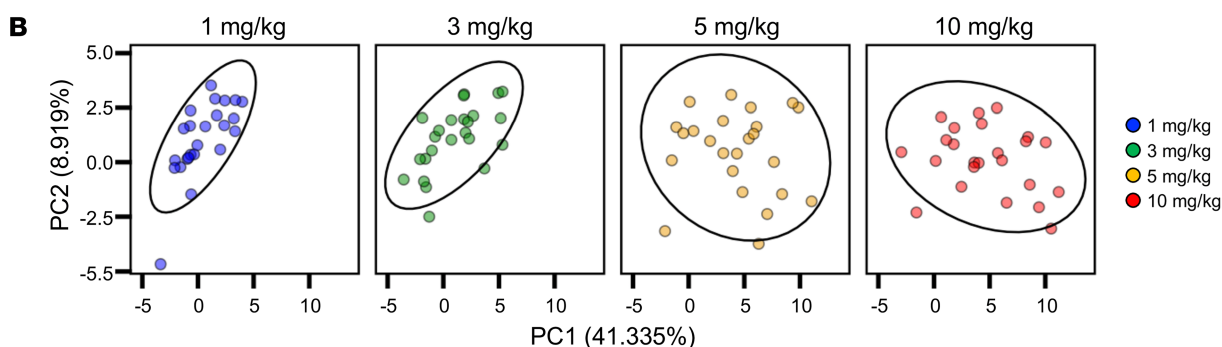 B
1 mg/kg 3 mg/kg 5 mg/kg 10 mg/kg
PC2 (8.919%)
5.0
2.5
0.0
-2.5
-5.5
-5 0 5 10 -5 0 5 10 -5 0 5 10 -5 0 5 10
PC1 (41.335%)
1 mg/kg
3 mg/kg
5 mg/kg
10 mg/kg